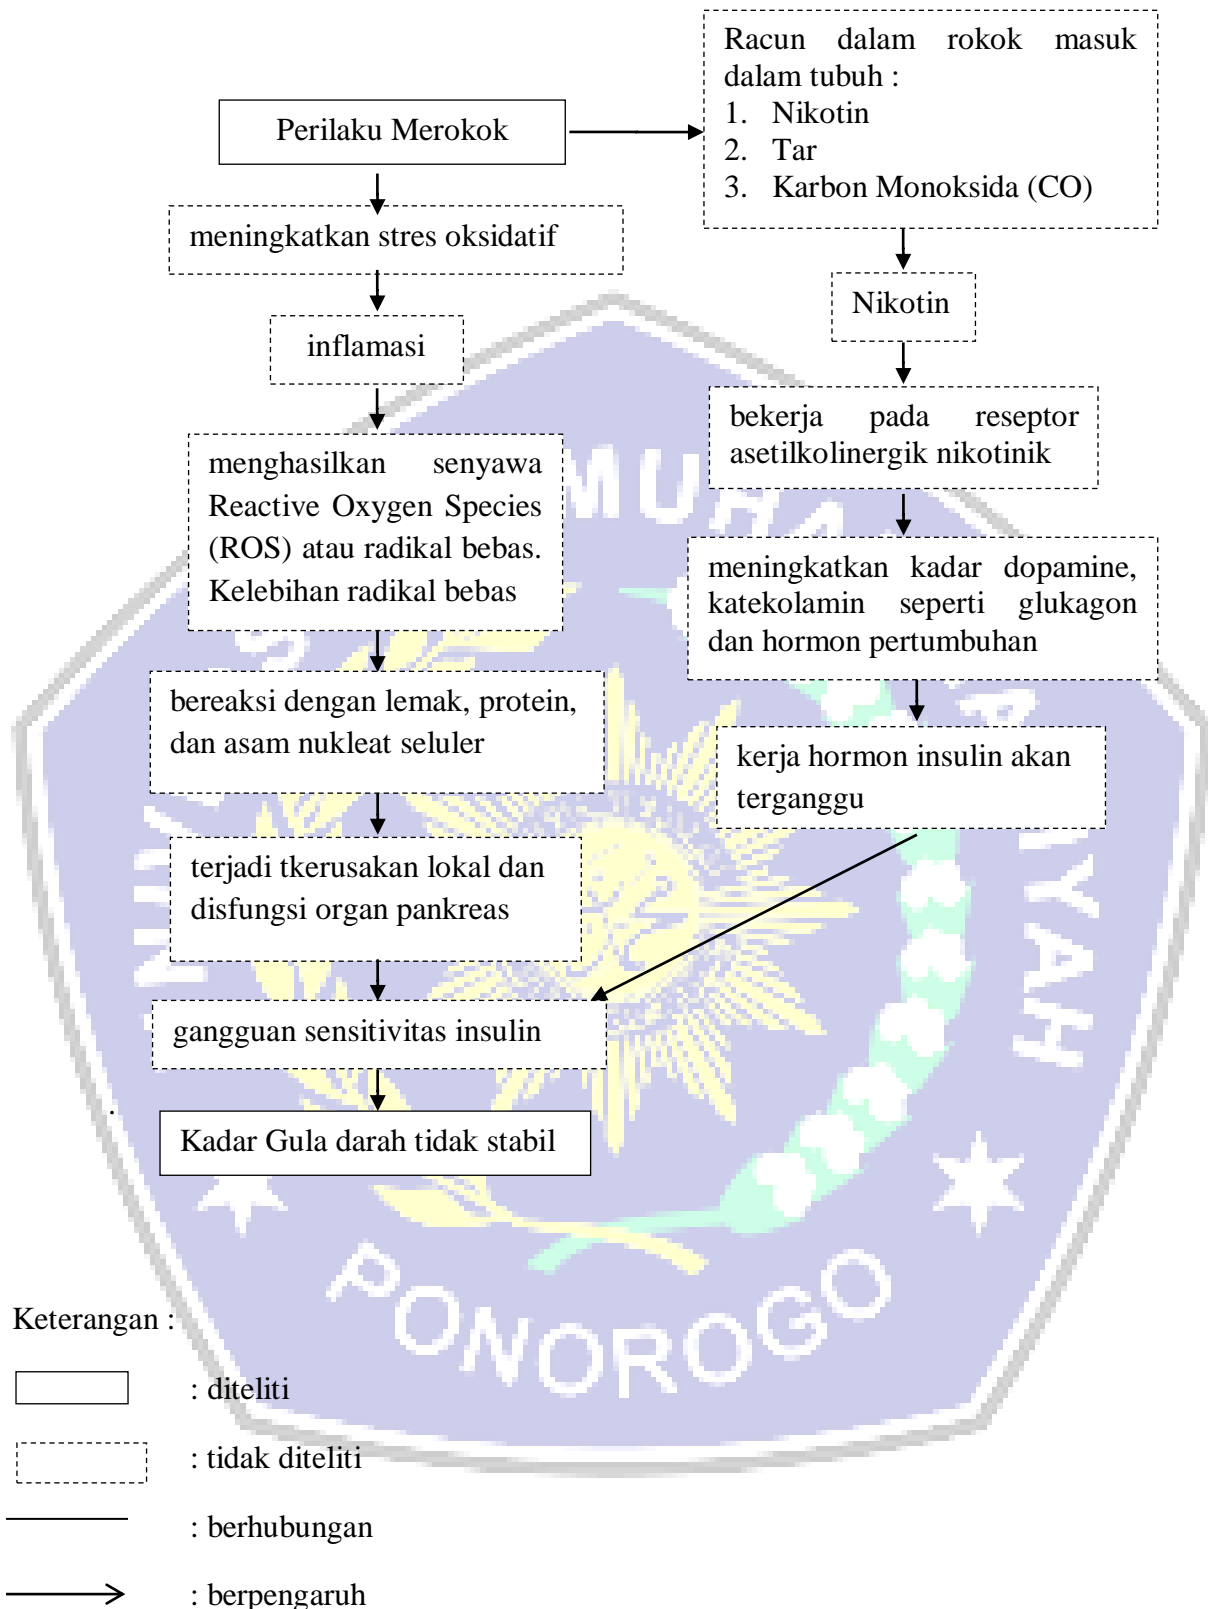 Racun dalam rokok masuk
dalam tubuh :
1. Nikotin
2. Tar
3. Karbon Monoksida (CO)
Perilaku Merokok
meningkatkan stres oksidatif
Nikotin
inflamasi
bekerja pada reseptor
asetilkolinergik nikotinik
menghasilkan senyawa
Reactive Oxygen Species
(ROS) atau radikal bebas.
Kelebihan radikal bebas
meningkatkan kadar dopamine,
katekolamin seperti glukagon
dan hormon pertumbuhan
bereaksi dengan lemak, protein,
dan asam nukleat seluler
kerja hormon insulin akan
terganggu
terjadi tkerusakan lokal dan
disfungsi organ pankreas
gangguan sensitivitas insulin
.
Kadar Gula darah tidak stabil
PONOROGO
Keterangan :
: diteliti
: tidak diteliti
: berhubungan
: berpengaruh